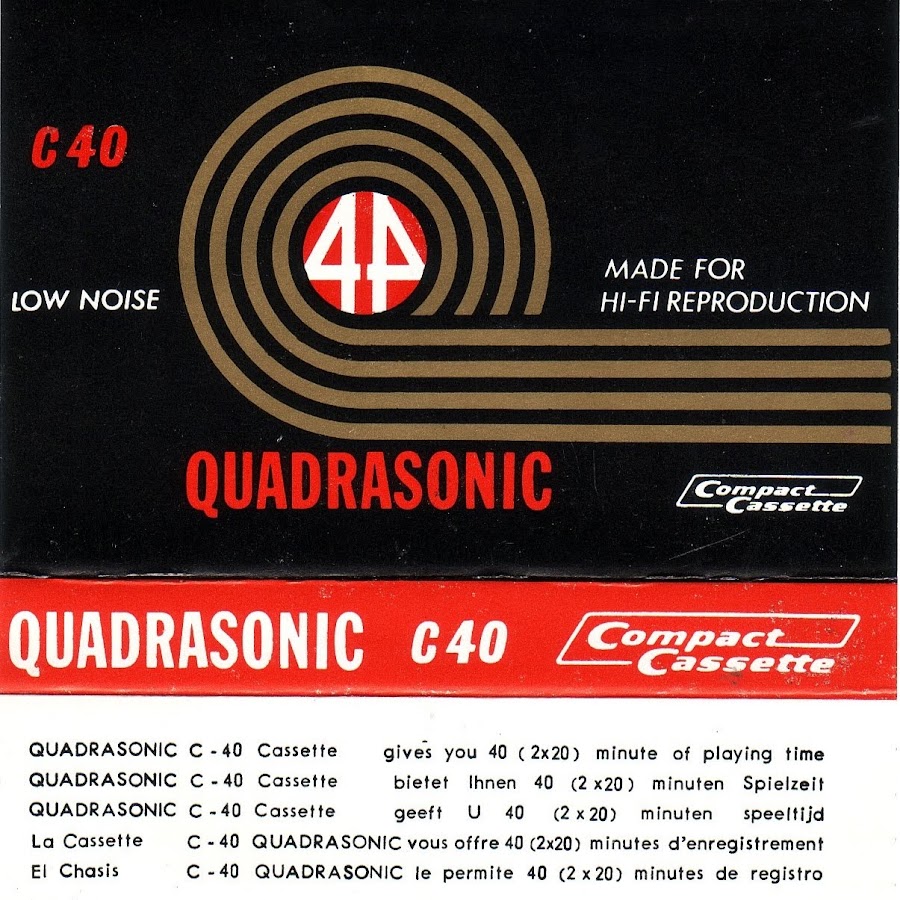 C 40
44
LOW NOISE
MADE FOR
HI-FI REPRODUCTION
QUADRASONIC
Compact
Cassette
QUADRASONIC C 40 Compact
Cassette
QUADRASONIC C - 40 Cassette gives you 40 ( 2x20 ) minute of playing time
QUADRASONIC C - 40 Cassette bietet Ihnen 40 ( 2 x 20 ) minuten Spielzeit
QUADRASONIC C - 40 Cassette geeft U 40 ( 2 x 20 ) minuten speeltijd
La Cassette C - 40 QUADRASONIC vous offre 40 (2x20) minutes d'enregistrement
El Chasis C - 40 QUADRASONIC le permite 40 ( 2 x 20 ) minutes de registro